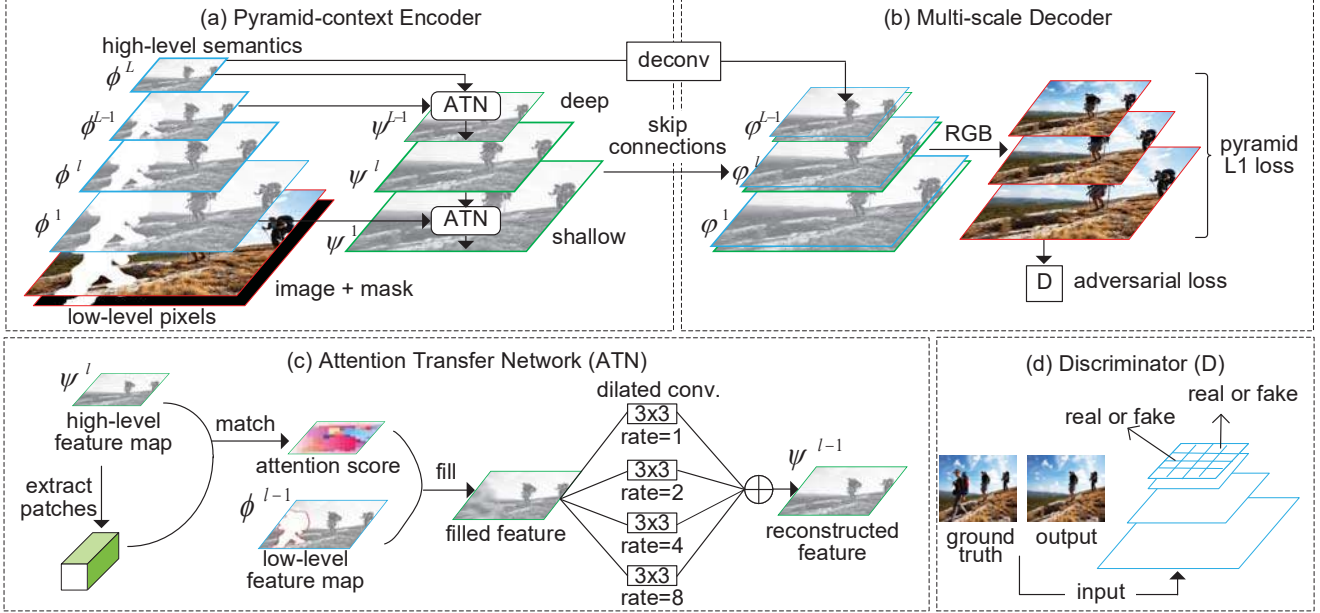 (a) Pyramid-context Encoder
high-level semantics
ϕ^L
ATN
deep
ϕ^{L-1}
ψ^{L-1}
ϕ^l
ψ^l
ϕ^1
ATN
ψ^1
shallow
image + mask
low-level pixels
deconv
skip
connections
(b) Multi-scale Decoder
φ^{L-1}
RGB
φ^l
φ^1
pyramid
L1 loss
D
adversarial loss
(c) Attention Transfer Network (ATN)
ψ^l
high-level
feature map
match
extract
patches
attention score
ϕ^{l-1}
low-level
feature map
fill
filled feature
dilated conv.
3x3
rate=1
3x3
rate=2
3x3
rate=4
3x3
rate=8
ψ^{l-1}
reconstructed
feature
(d) Discriminator (D)
real or fake
real or fake
ground
truth
output
input